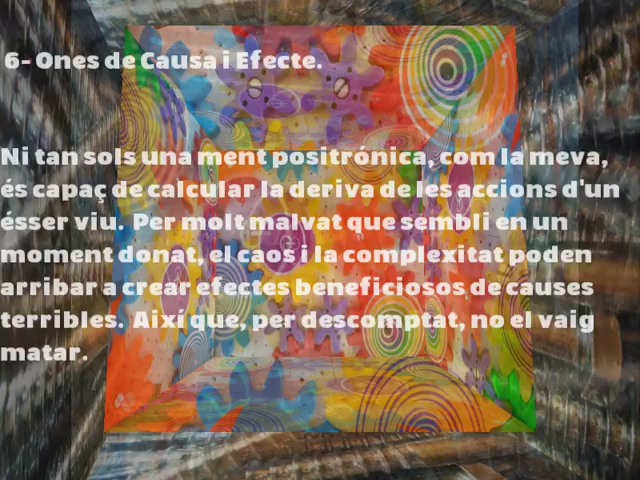 6- Ones de Causa i Efecte.
Ni tan sols una ment positrónica, com la meva,
és capaç de calcular la deriva de les accions d'un
ésser viu. Per molt malvat que sembli en un
moment donat, el caos i la complexitat poden
arribar a crear efectes beneficiosos de causes
terribles. Així que, per descomptat, no el vaig
matar.